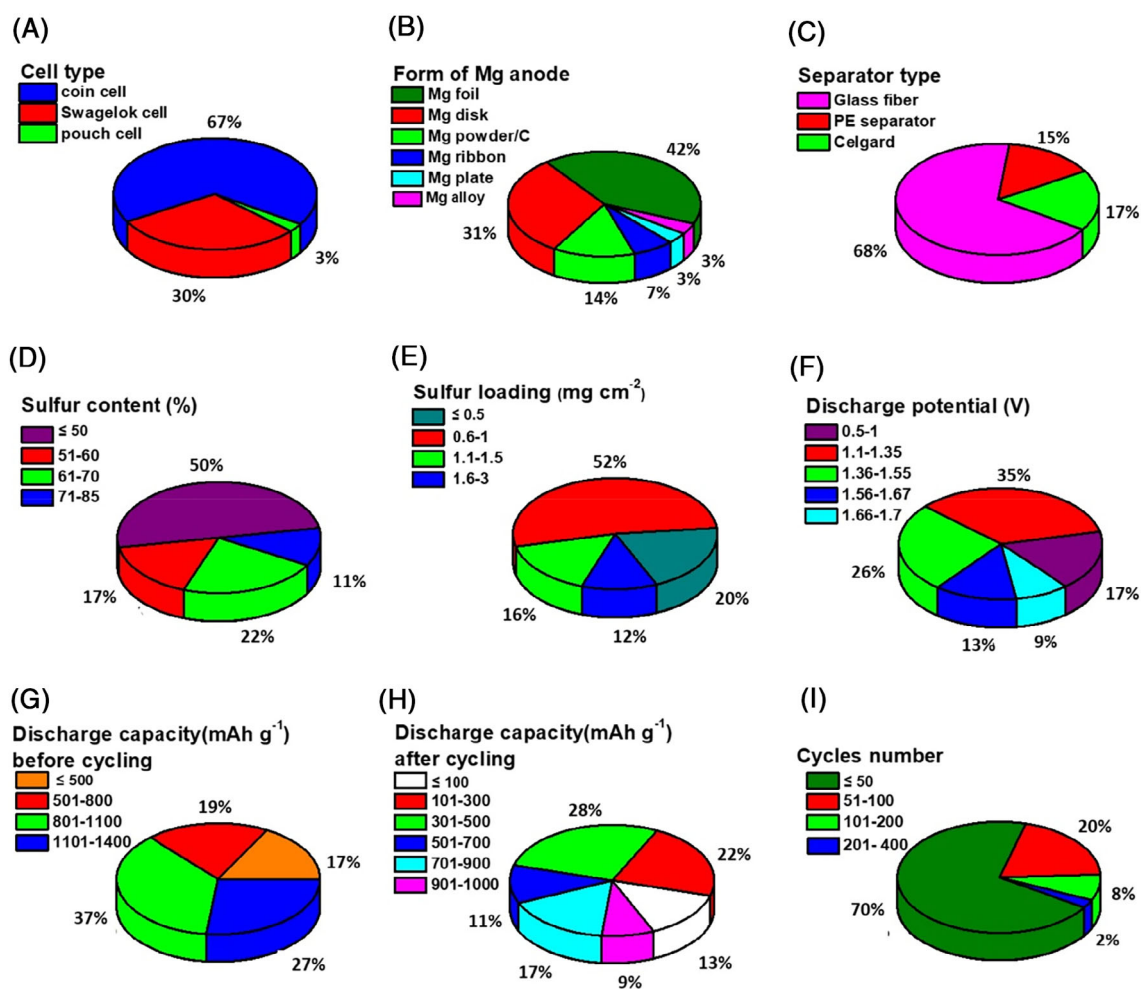 (A)
Cell type
coin cell
Swagelok cell
pouch cell
67%
3%
30%
(B)
Form of Mg anode
Mg foil
Mg disk
Mg powder/C
Mg ribbon
Mg plate
Mg alloy
42%
31%
3%
3%
7%
14%
(C)
Separator type
Glass fiber
PE separator
Celgard
15%
17%
68%
(D)
Sulfur content (%)
≤ 50
51-60
61-70
71-85
50%
11%
17%
22%
(E)
Sulfur loading (mg cm⁻²)
≤ 0.5
0.6-1
1.1-1.5
1.6-3
52%
20%
16%
12%
(F)
Discharge potential (V)
0.5-1
1.1-1.35
1.36-1.55
1.56-1.67
1.66-1.7
35%
26%
17%
13%
9%
(G)
Discharge capacity(mAh g⁻¹)
before cycling
≤ 500
501-800
801-1100
1101-1400
19%
17%
37%
27%
(H)
Discharge capacity(mAh g⁻¹)
after cycling
≤ 100
101-300
301-500
501-700
701-900
901-1000
28%
22%
11%
17%
9%
13%
(I)
Cycles number
≤ 50
51-100
101-200
201- 400
20%
8%
70%
2%